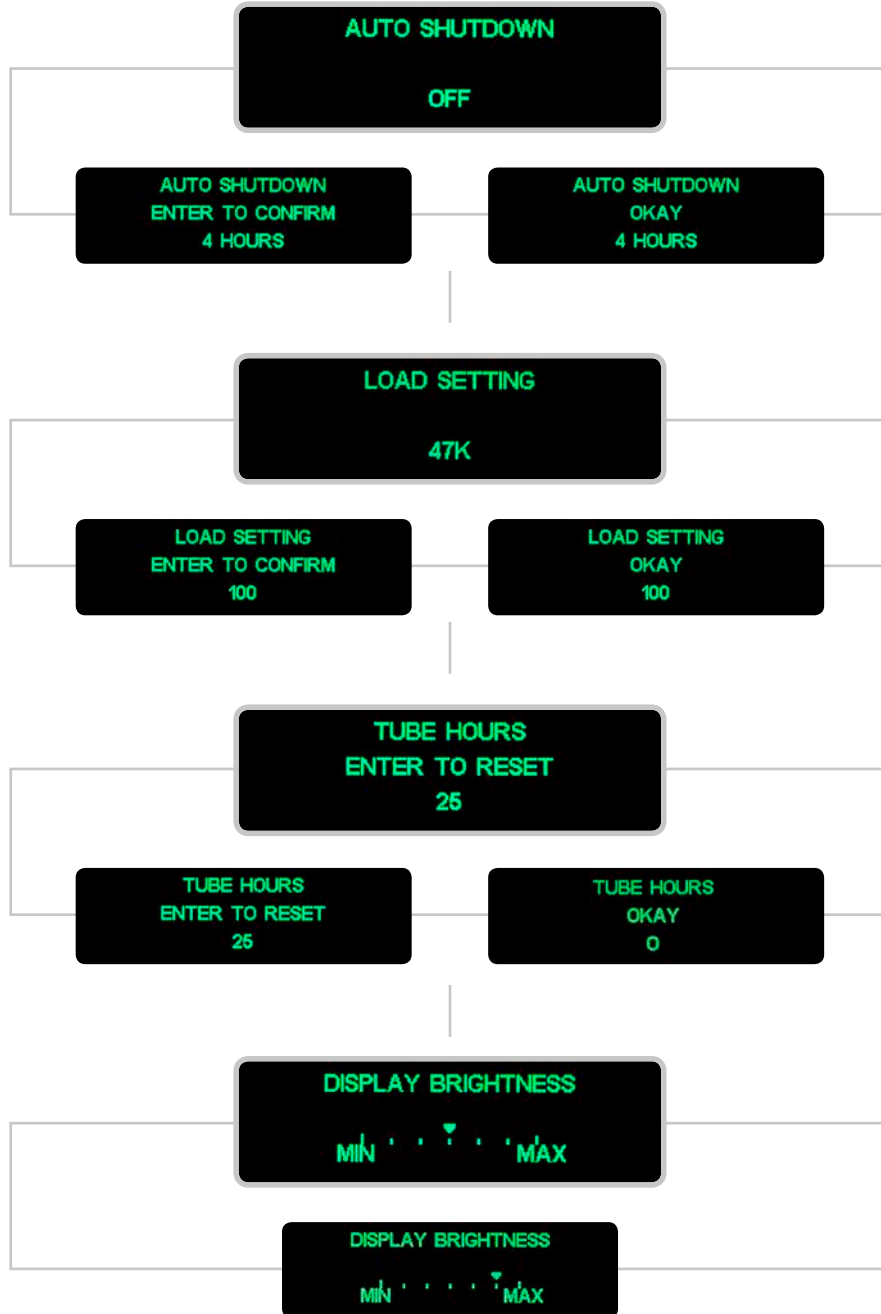 AUTO SHUTDOWN
OFF
AUTO SHUTDOWN
ENTER TO CONFIRM
4 HOURS
AUTO SHUTDOWN
OKAY
4 HOURS
LOAD SETTING
47K
LOAD SETTING
ENTER TO CONFIRM
100
LOAD SETTING
OKAY
100
TUBE HOURS
ENTER TO RESET
25
TUBE HOURS
ENTER TO RESET
25
TUBE HOURS
OKAY
0
DISPLAY BRIGHTNESS
MIN MAX
DISPLAY BRIGHTNESS
MIN MAX